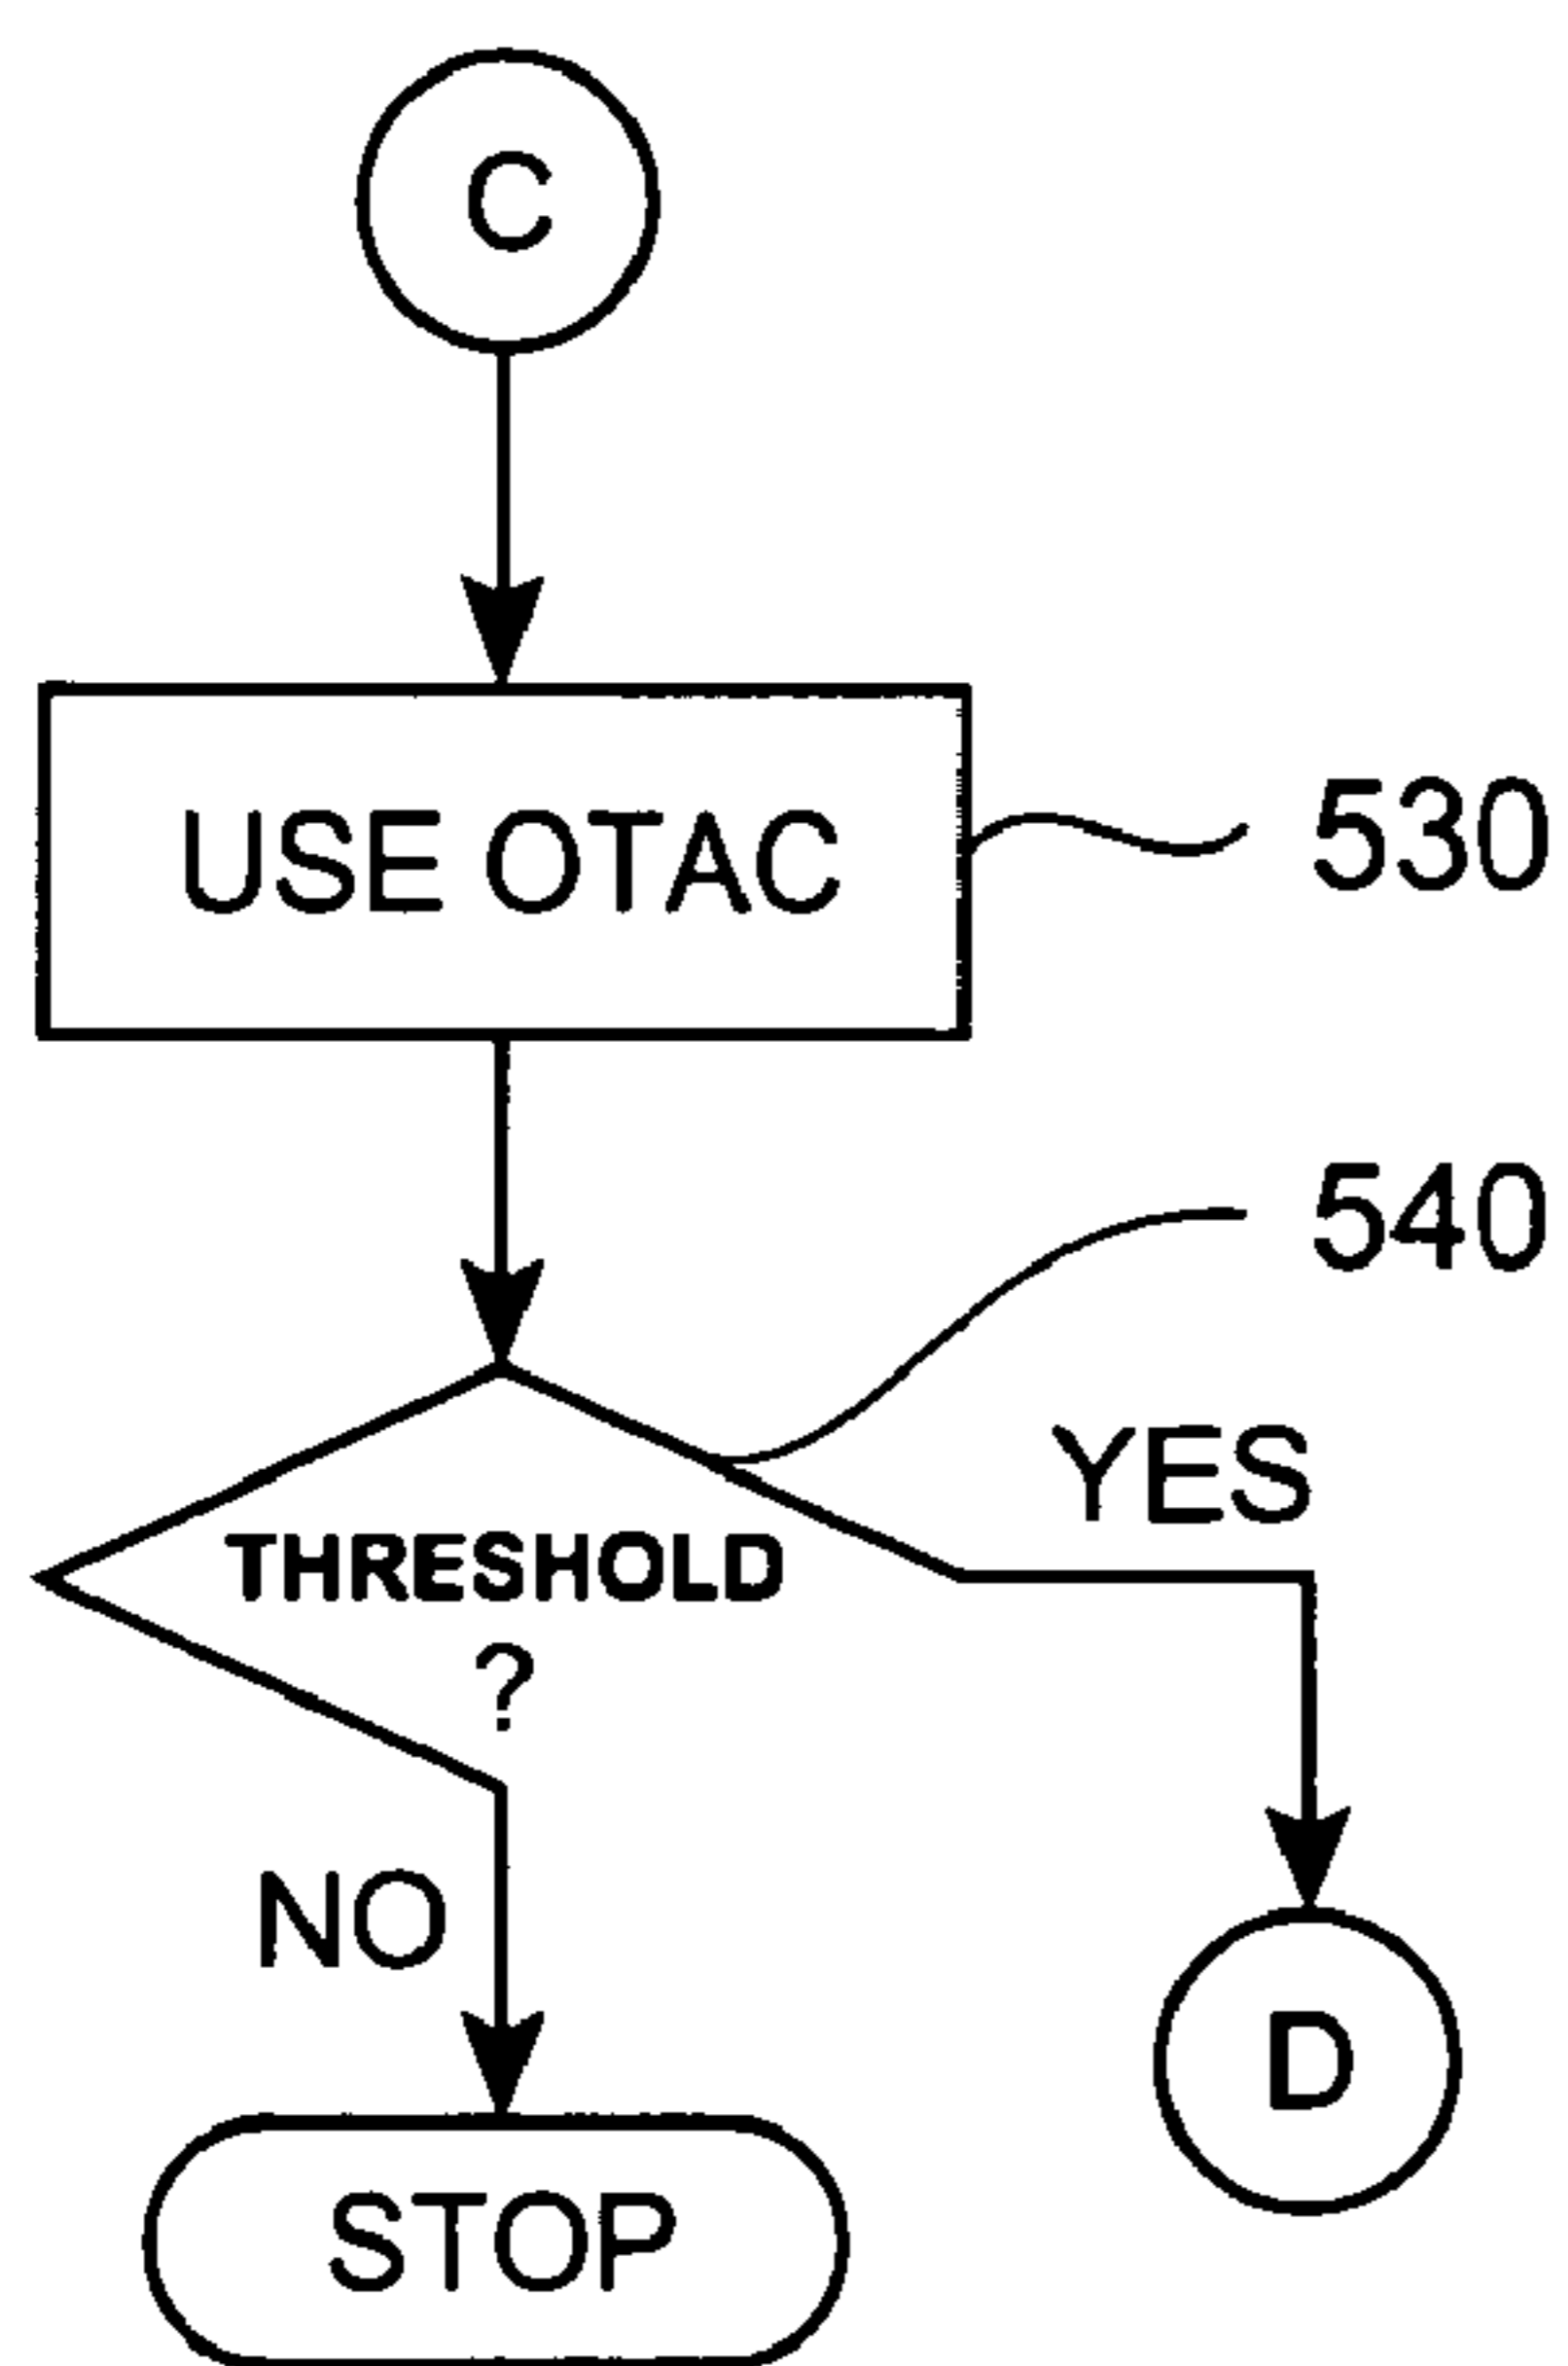 C
USE OTAC
530
540
YES
THRESHOLD
?
NO
D
STOP